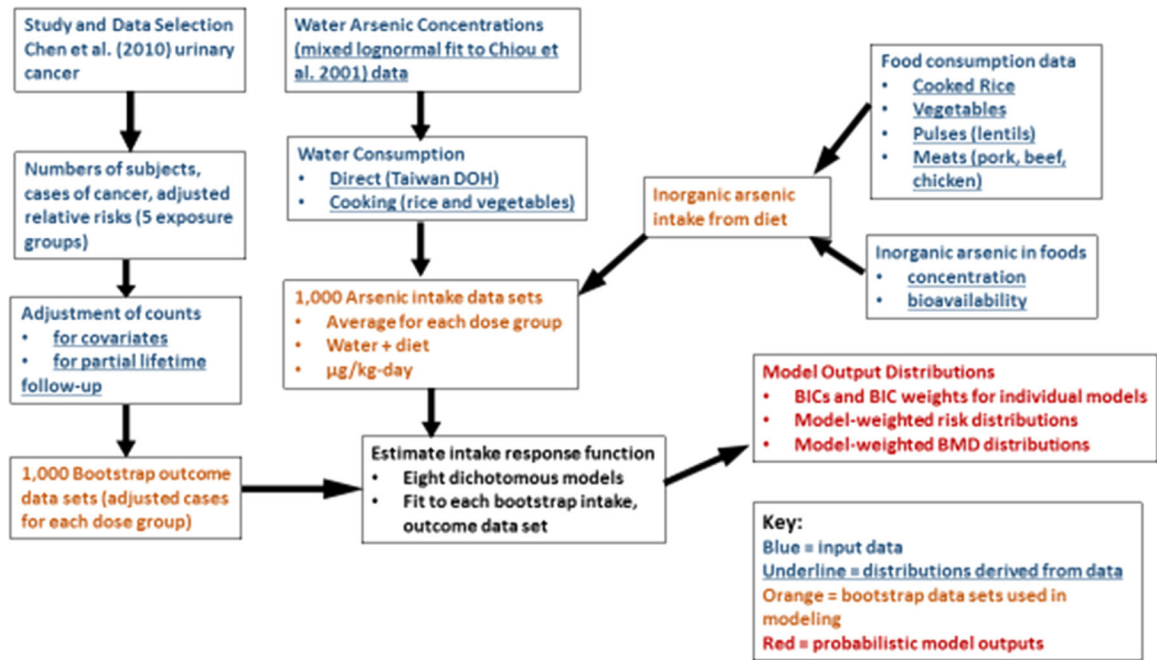 Study and Data Selection
Chen et al. (2010) urinary
cancer
Numbers of subjects,
cases of cancer, adjusted
relative risks (5 exposure
groups)
Adjustment of counts
• for covariates
• for partial lifetime
follow-up
1,000 Bootstrap outcome
data sets (adjusted cases
for each dose group)
Water Arsenic Concentrations
(mixed lognormal fit to Chiou et
al. 2001) data
Water Consumption
• Direct (Taiwan DOH)
• Cooking (rice and vegetables)
1,000 Arsenic intake data sets
• Average for each dose group
• Water + diet
• µg/kg-day
Estimate intake response function
• Eight dichotomous models
• Fit to each bootstrap intake,
outcome data set
Food consumption data
• Cooked Rice
• Vegetables
• Pulses (lentils)
• Meats (pork, beef,
chicken)
Inorganic arsenic
intake from diet
Inorganic arsenic in foods
• concentration
• bioavailability
Model Output Distributions
• BICs and BIC weights for individual models
• Model-weighted risk distributions
• Model-weighted BMD distributions
Key:
Blue = input data
Underline = distributions derived from data
Orange = bootstrap data sets used in
modeling
Red = probabilistic model outputs